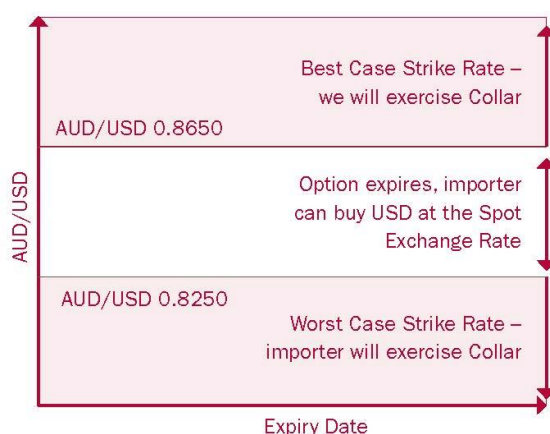 Best Case Strike Rate –
we will exercise Collar
AUD/USD 0.8650
AUD/USD
Option expires, importer
can buy USD at the Spot
Exchange Rate
AUD/USD 0.8250
Worst Case Strike Rate –
importer will exercise Collar
Expiry Date